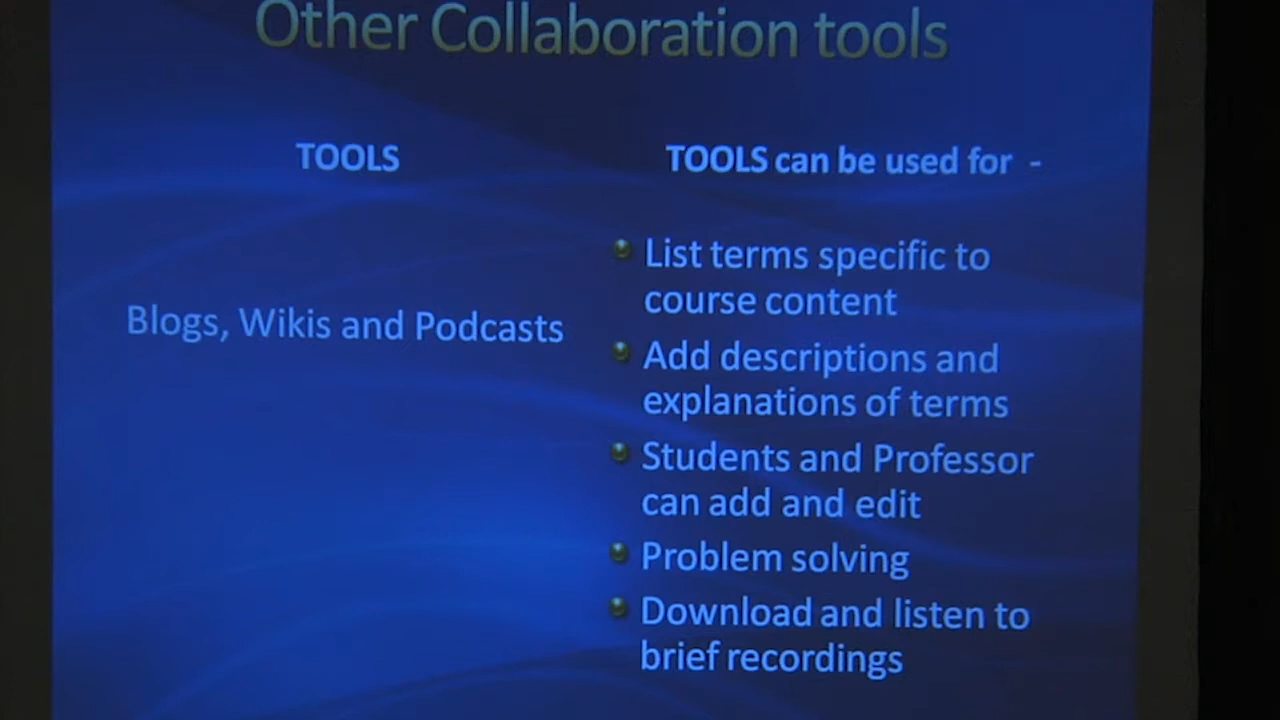 Other Collaboration tools
TOOLS
Blogs, Wikis and Podcasts
TOOLS can be used for -
List terms specific to
course content
Add descriptions and
explanations of terms
Students and Professor
can add and edit
Problem solving
Download and listen to
brief recordings